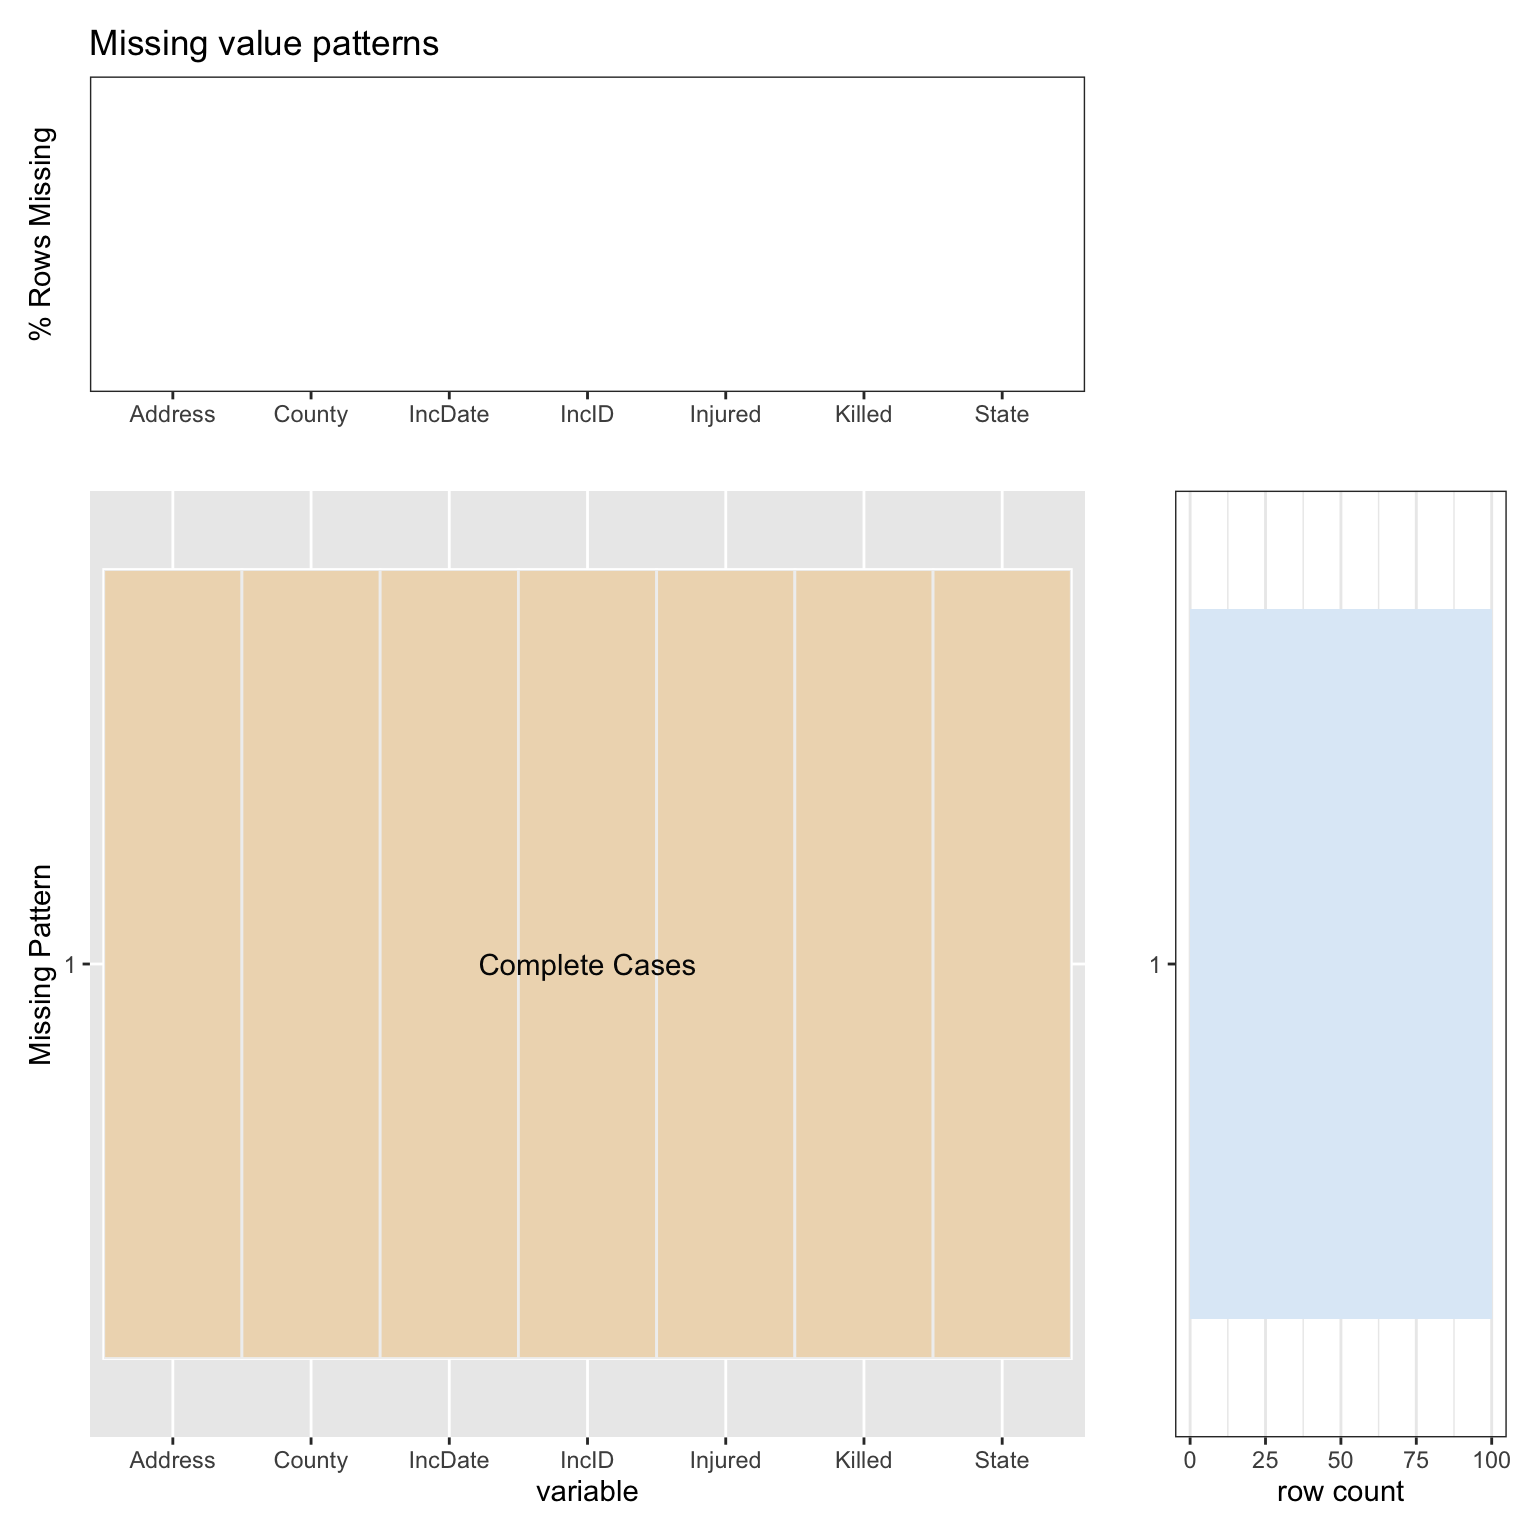 Missing value patterns
% Rows Missing
Address County IncDate IncID Injured Killed State
Missing Pattern
1
Complete Cases
Address County IncDate IncID Injured Killed State
variable
1
0 25 50 75 100
row count